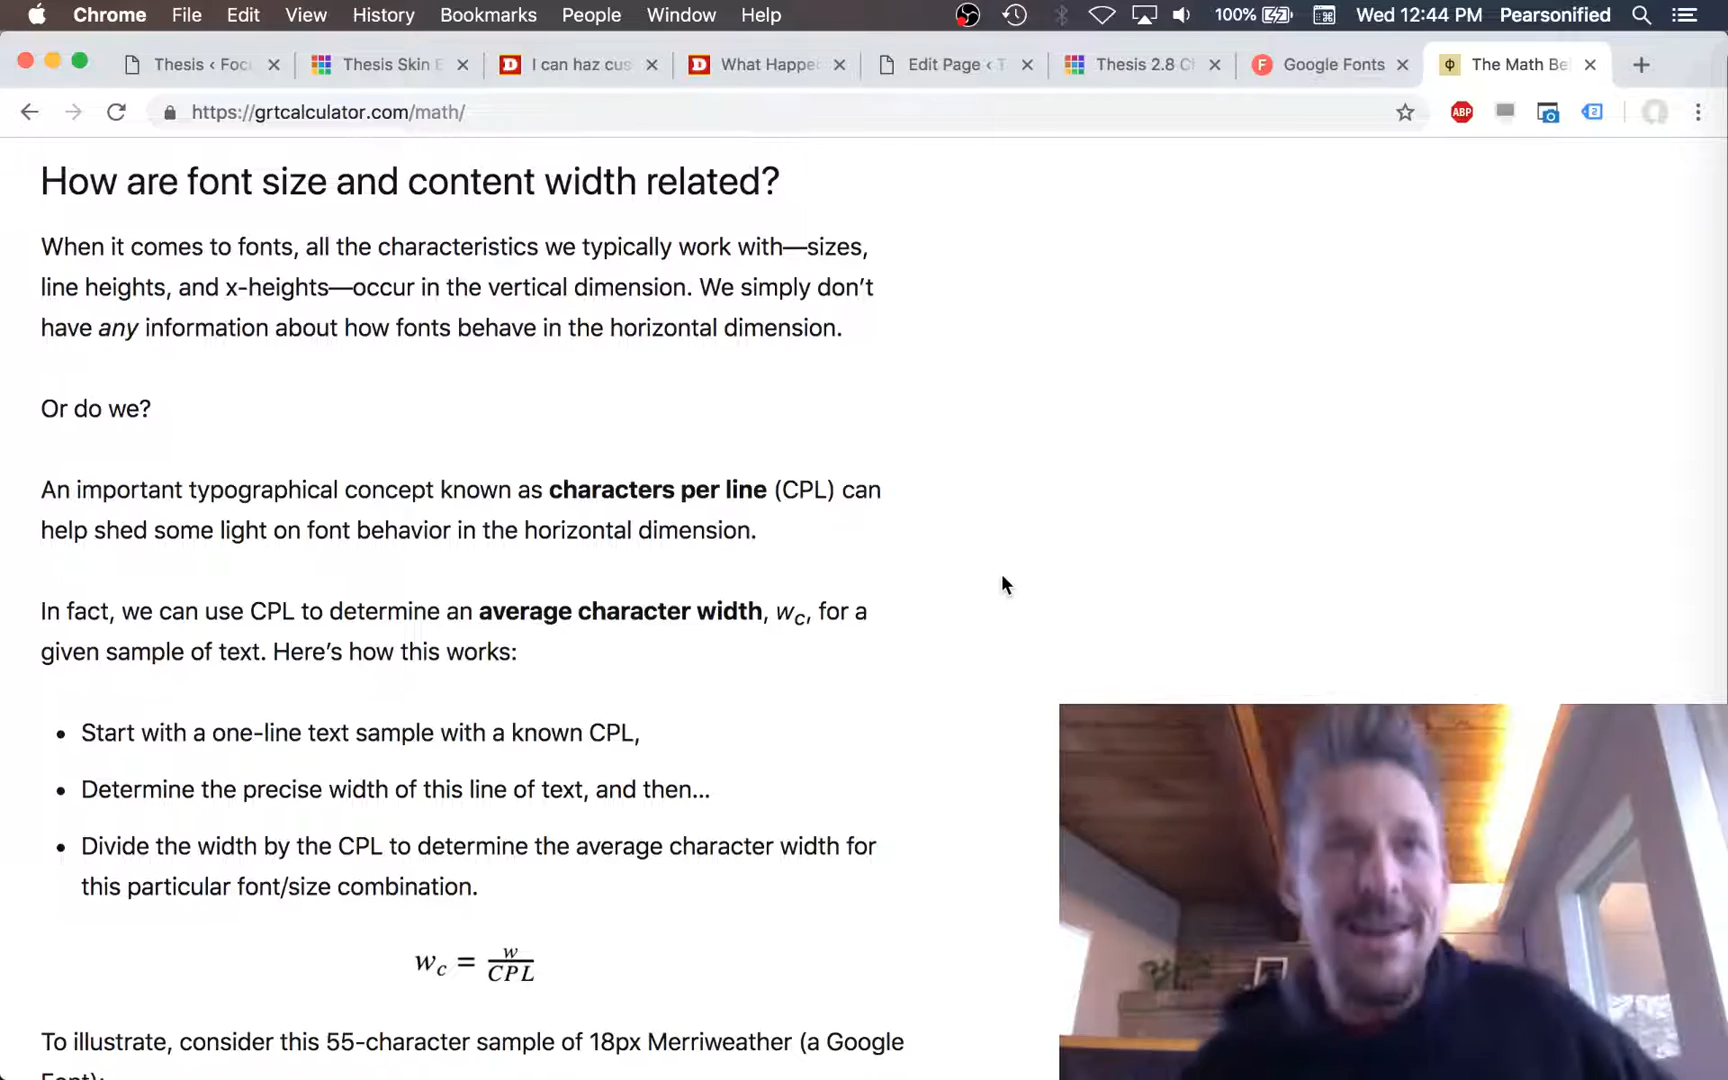 Chrome File Edit View History Bookmarks People Window Help 100% Wed 12:44 PM Pearsonified
Thesis ‹ Foc Thesis Skin E D I can haz cus D What Happe Edit Page ‹ T Thesis 2.8 C F Google Fonts The Math Be
https://grtcalculator.com/math/ ABP
How are font size and content width related?
When it comes to fonts, all the characteristics we typically work with—sizes,
line heights, and x-heights—occur in the vertical dimension. We simply don’t
have any information about how fonts behave in the horizontal dimension.
Or do we?
An important typographical concept known as characters per line (CPL) can
help shed some light on font behavior in the horizontal dimension.
In fact, we can use CPL to determine an average character width, wc, for a
given sample of text. Here’s how this works:
• Start with a one-line text sample with a known CPL,
• Determine the precise width of this line of text, and then…
• Divide the width by the CPL to determine the average character width for
this particular font/size combination.
wc = w/CPL
To illustrate, consider this 55-character sample of 18px Merriweather (a Google
Font):